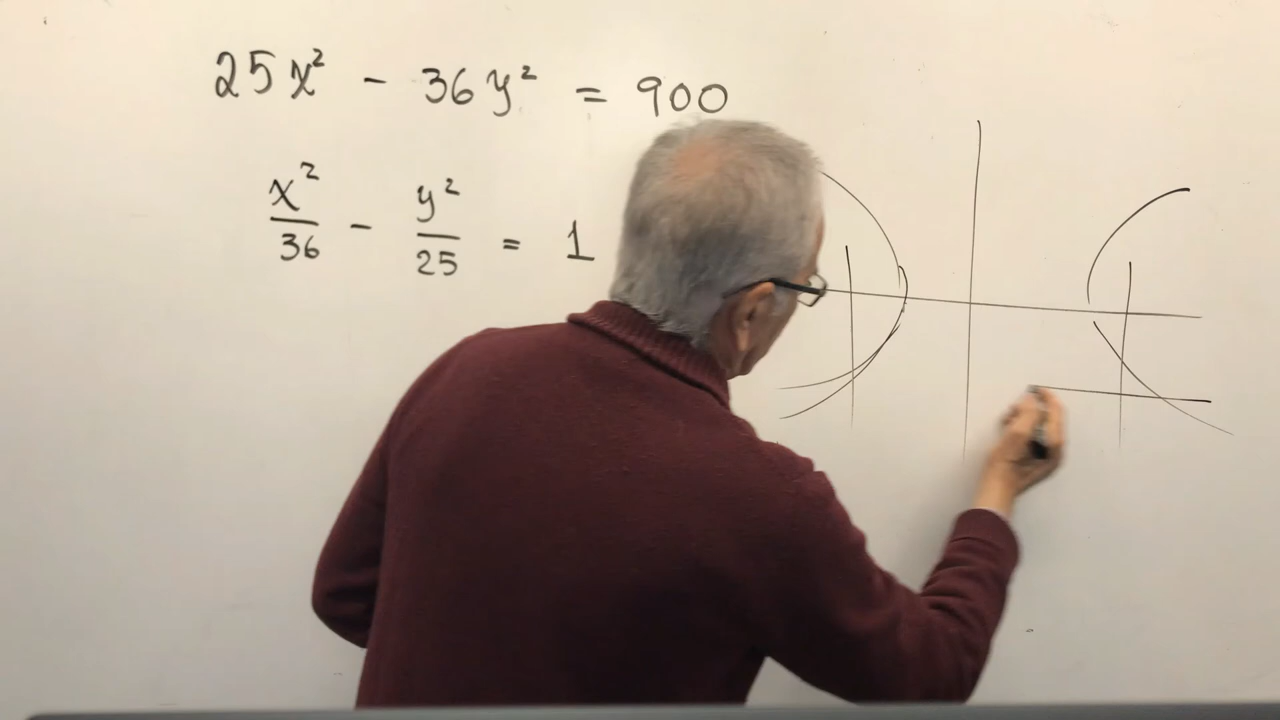 25x² - 36y² = 900
x²/36 - y²/25 = 1